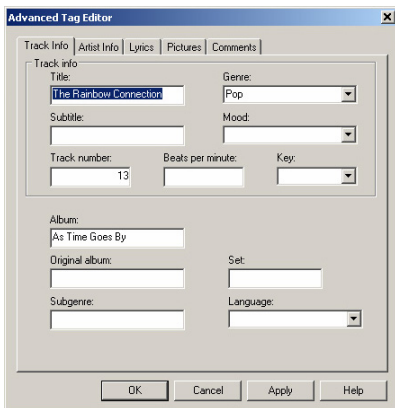 Advanced Tag Editor
Track Info Artist Info Lyrics Pictures Comments
Track info
Title: Genre:
The Rainbow Connection Pop
Subtitle: Mood:
Track number: Beats per minute: Key:
13
Album:
As Time Goes By
Original album: Set:
Subgenre: Language:
OK Cancel Apply Help